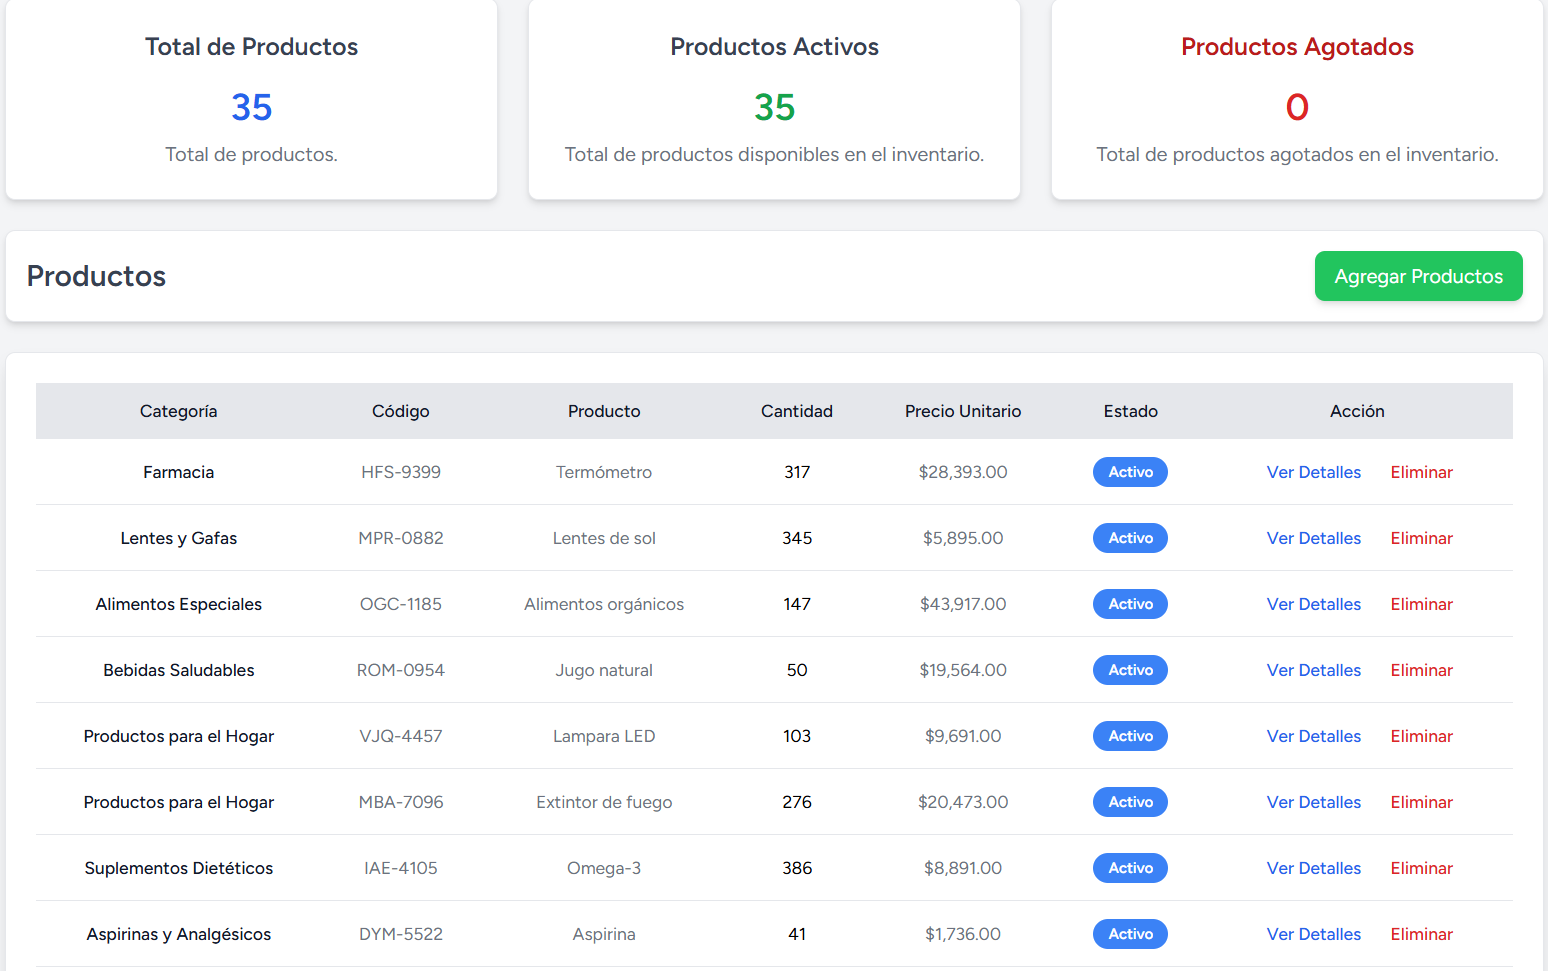 Total de Productos
35
Total de productos.
Productos Activos
35
Total de productos disponibles en el inventario.
Productos Agotados
0
Total de productos agotados en el inventario.
Productos
Agregar Productos
Categoría Código Producto Cantidad Precio Unitario Estado Acción
Farmacia HFS-9399 Termómetro 317 $28,393.00 Activo Ver Detalles Eliminar
Lentes y Gafas MPR-0882 Lentes de sol 345 $5,895.00 Activo Ver Detalles Eliminar
Alimentos Especiales OGC-1185 Alimentos orgánicos 147 $43,917.00 Activo Ver Detalles Eliminar
Bebidas Saludables ROM-0954 Jugo natural 50 $19,564.00 Activo Ver Detalles Eliminar
Productos para el Hogar VJQ-4457 Lampara LED 103 $9,691.00 Activo Ver Detalles Eliminar
Productos para el Hogar MBA-7096 Extintor de fuego 276 $20,473.00 Activo Ver Detalles Eliminar
Suplementos Dietéticos IAE-4105 Omega-3 386 $8,891.00 Activo Ver Detalles Eliminar
Aspirinas y Analgésicos DYM-5522 Aspirina 41 $1,736.00 Activo Ver Detalles Eliminar